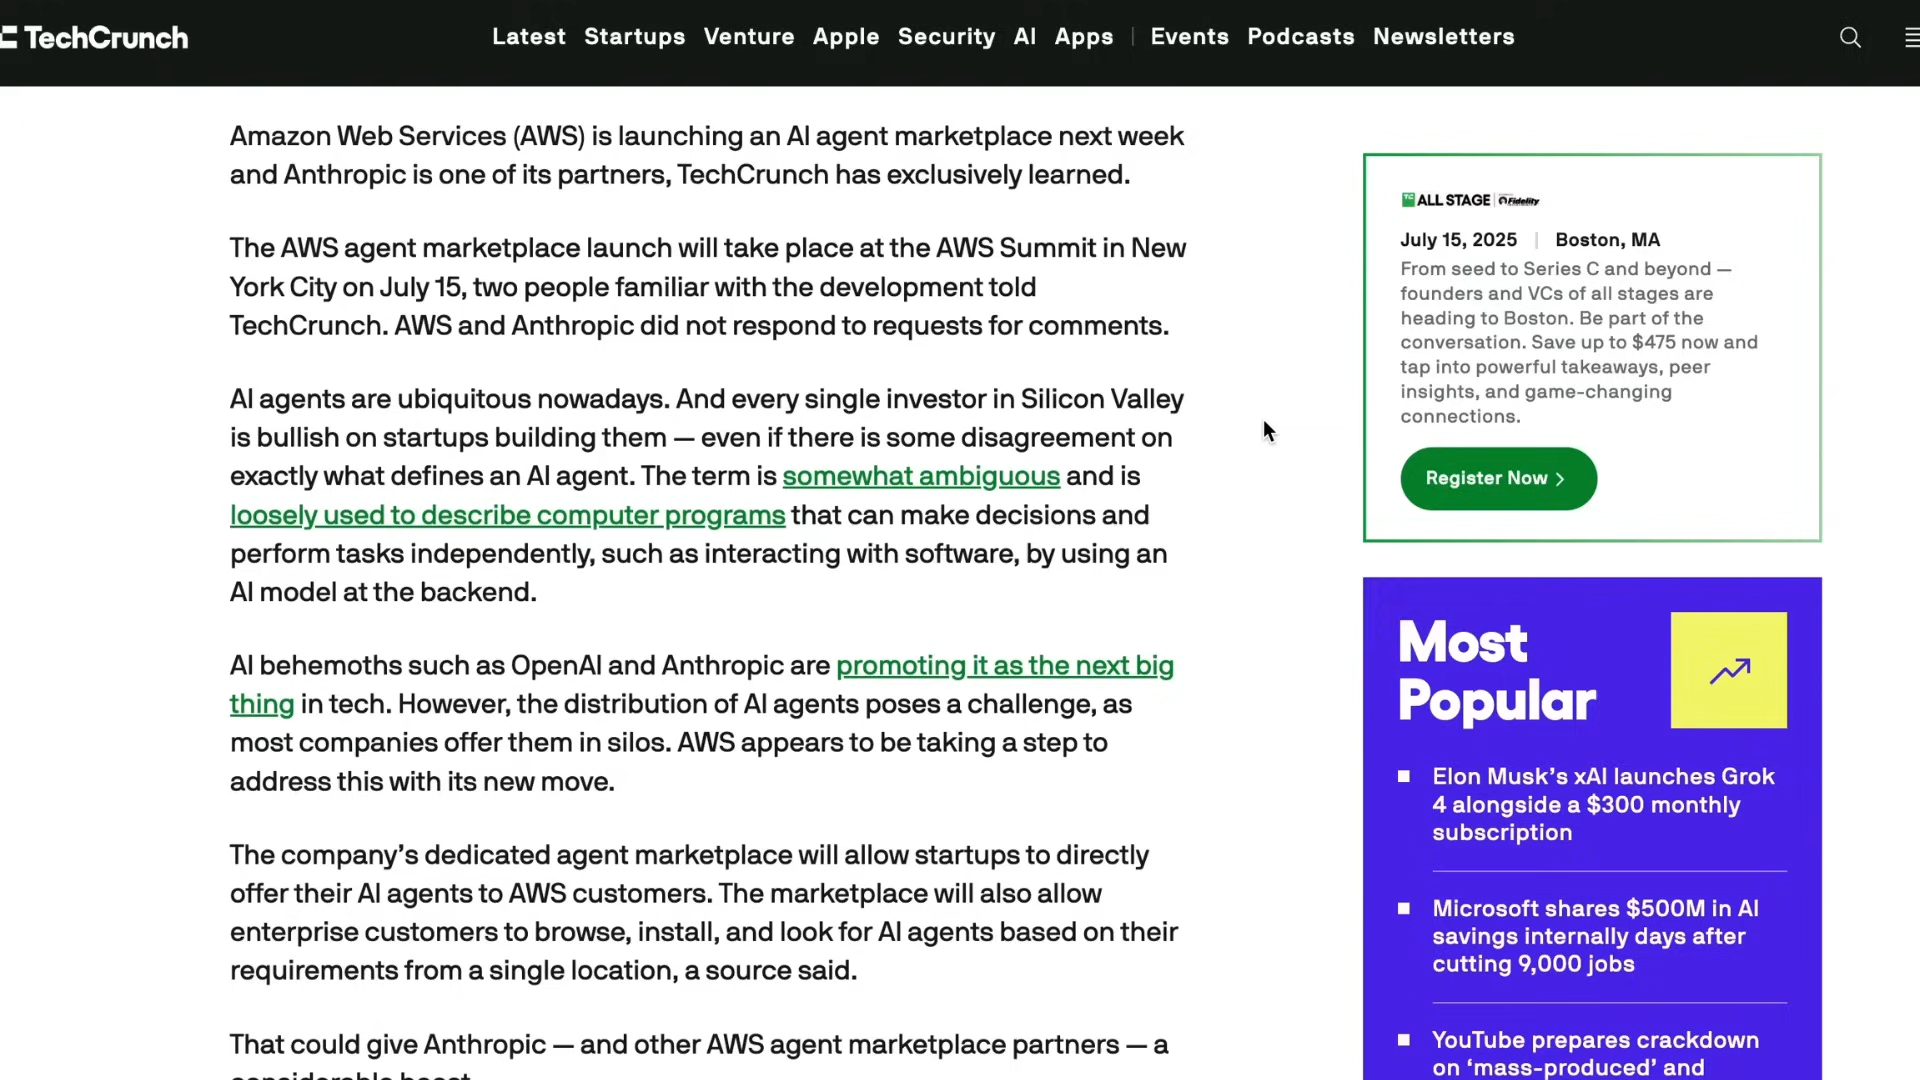 TechCrunch
Latest Startups Venture Apple Security AI Apps | Events Podcasts Newsletters
Amazon Web Services (AWS) is launching an AI agent marketplace next week
and Anthropic is one of its partners, TechCrunch has exclusively learned.
The AWS agent marketplace launch will take place at the AWS Summit in New
York City on July 15, two people familiar with the development told
TechCrunch. AWS and Anthropic did not respond to requests for comments.
AI agents are ubiquitous nowadays. And every single investor in Silicon Valley
is bullish on startups building them — even if there is some disagreement on
exactly what defines an AI agent. The term is somewhat ambiguous and is
loosely used to describe computer programs that can make decisions and
perform tasks independently, such as interacting with software, by using an
AI model at the backend.
AI behemoths such as OpenAI and Anthropic are promoting it as the next big
thing in tech. However, the distribution of AI agents poses a challenge, as
most companies offer them in silos. AWS appears to be taking a step to
address this with its new move.
The company’s dedicated agent marketplace will allow startups to directly
offer their AI agents to AWS customers. The marketplace will also allow
enterprise customers to browse, install, and look for AI agents based on their
requirements from a single location, a source said.
That could give Anthropic — and other AWS agent marketplace partners — a
considerable boost.
TC ALL STAGE | Fidelity
July 15, 2025 | Boston, MA
From seed to Series C and beyond —
founders and VCs of all stages are
heading to Boston. Be part of the
conversation. Save up to $475 now and
tap into powerful takeaways, peer
insights, and game-changing
connections.
Register Now
Most
Popular
Elon Musk’s xAI launches Grok
4 alongside a $300 monthly
subscription
Microsoft shares $500M in AI
savings internally days after
cutting 9,000 jobs
YouTube prepares crackdown
on ‘mass-produced’ and